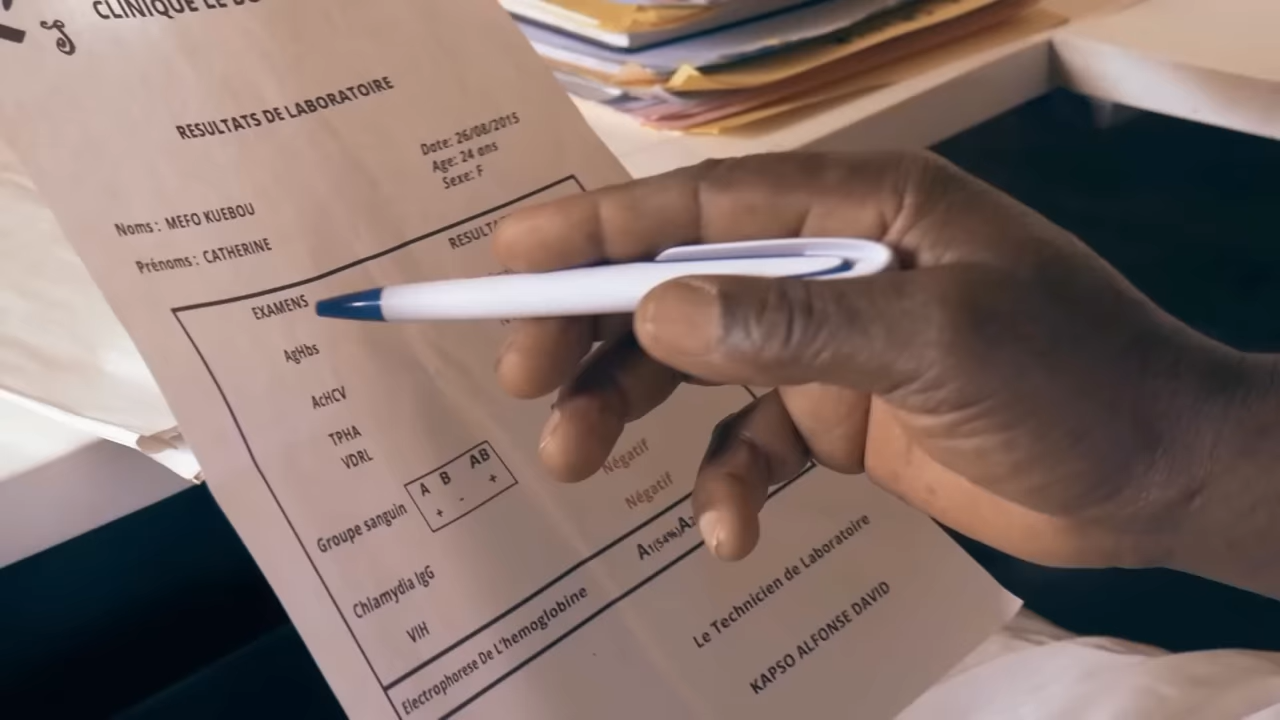 CLINIQUE LE
RESULTATS DE LABORATOIRE
Date: 26/08/2015
Age: 24 ans
Sexe: F
Noms : MEFO KUEBOU
Prénoms : CATHERINE
EXAMENS
AgHbs
AcHCV
TPHA
VDRL
Groupe sanguin A B AB
+ - +
Négatif
Chlamydia IgG Négatif
VIH
Electrophorese De L'hemoglobine A1(54%)
Le Technicien de Laboratoire
KAPSO ALFONSE DAVID